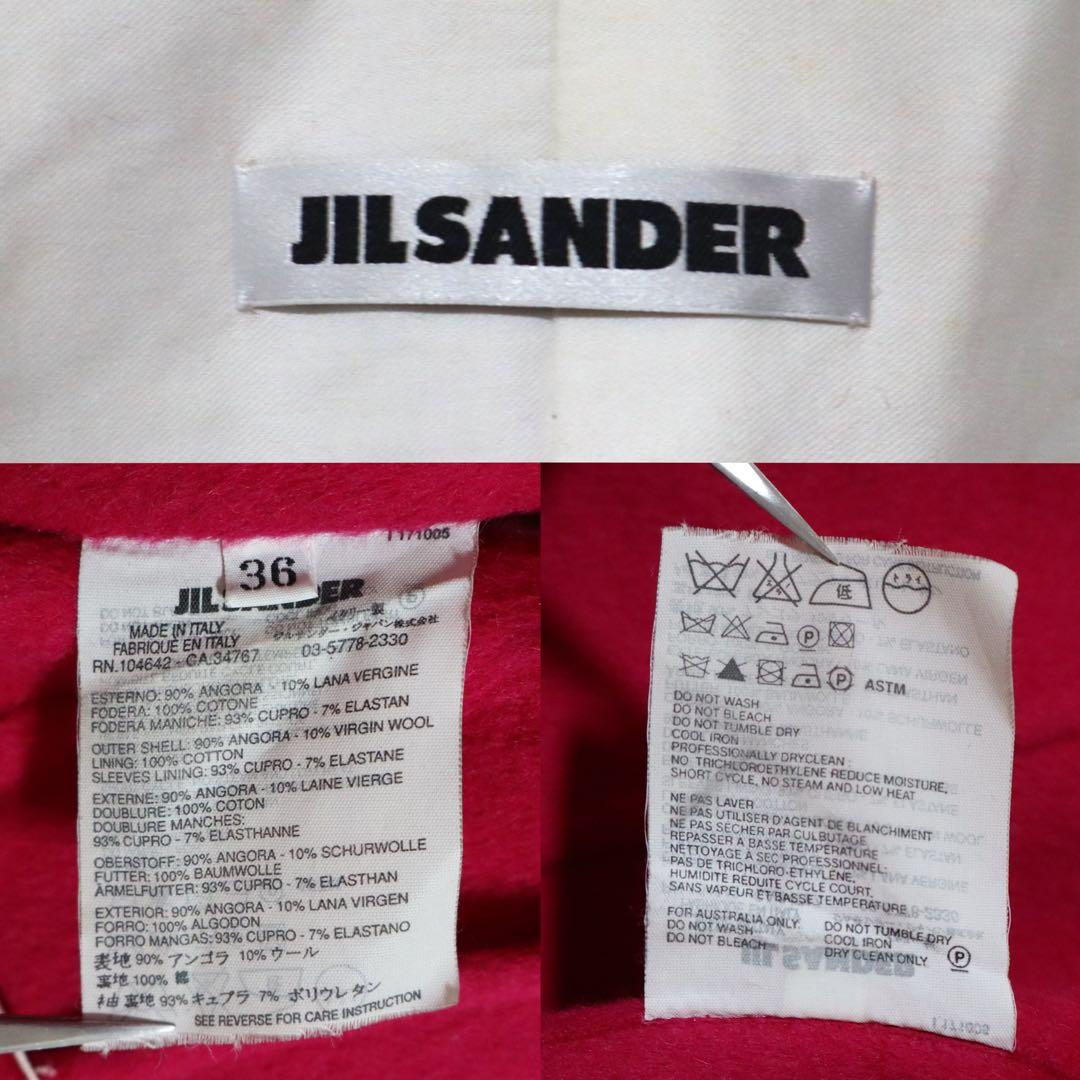 JILSANDER
1171005
36
JILSANDER
MADE IN ITALY
FABRIQUE EN ITALY
RN.104642 - CA.34767 03-5778-2330
ESTERNO: 90% ANGORA - 10% LANA VERGINE
FODERA: 100% COTONE
FODERA MANICHE: 93% CUPRO - 7% ELASTAN
OUTER SHELL: 90% ANGORA - 10% VIRGIN WOOL
LINING: 100% COTTON
SLEEVES LINING: 93% CUPRO - 7% ELASTANE
EXTERNE: 90% ANGORA - 10% LAINE VIERGE
DOUBLURE: 100% COTON
DOUBLURE MANCHES:
93% CUPRO - 7% ELASTHANNE
OBERSTOFF: 90% ANGORA - 10% SCHURWOLLE
FUTTER: 100% BAUMWOLLE
ÄRMELFUTTER: 93% CUPRO - 7% ELASTHAN
EXTERIOR: 90% ANGORA - 10% LANA VIRGEN
FORRO: 100% ALGODON
FORRO MANGAS: 93% CUPRO - 7% ELASTANO
表地 90% アンゴラ 10% ウール
裏地 100% 綿
袖裏地 93% キュプラ 7% ポリウレタン
SEE REVERSE FOR CARE INSTRUCTION
低
ドライ
P
P ASTM
DO NOT WASH
DO NOT BLEACH
DO NOT TUMBLE DRY
COOL IRON
PROFESSIONALLY DRYCLEAN :
NO TRICHLOROETHYLENE REDUCE MOISTURE,
SHORT CYCLE, NO STEAM AND LOW HEAT
NE PAS LAVER
NE PAS UTILISER D'AGENT DE BLANCHIMENT
NE PAS SÉCHER PAR CULBUTAGE
REPASSER À BASSE TEMPÉRATURE
NETTOYAGE À SEC PROFESSIONNEL:
PAS DE TRICHLORO-ETHYLENE,
HUMIDITÉ REDUITE CYCLE COURT,
SANS VAPEUR ET BASSE TEMPÉRATURE,
FOR AUSTRALIA ONLY:
DO NOT WASH DO NOT TUMBLE DRY
DO NOT BLEACH COOL IRON
DRY CLEAN ONLY P